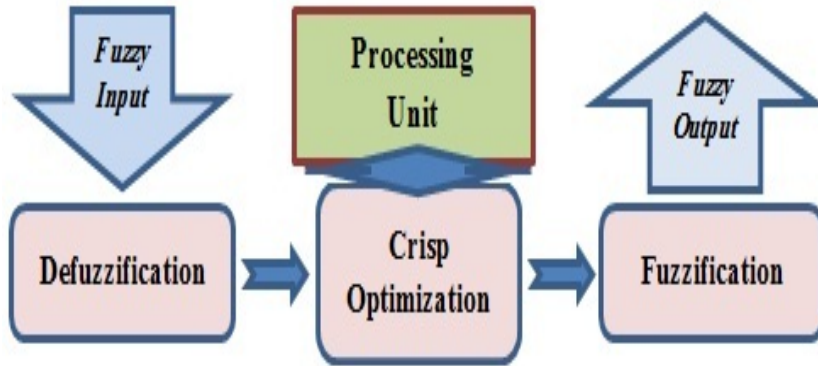 Fuzzy
Input
Processing
Unit
Fuzzy
Output
Defuzzification
Crisp
Optimization
Fuzzification